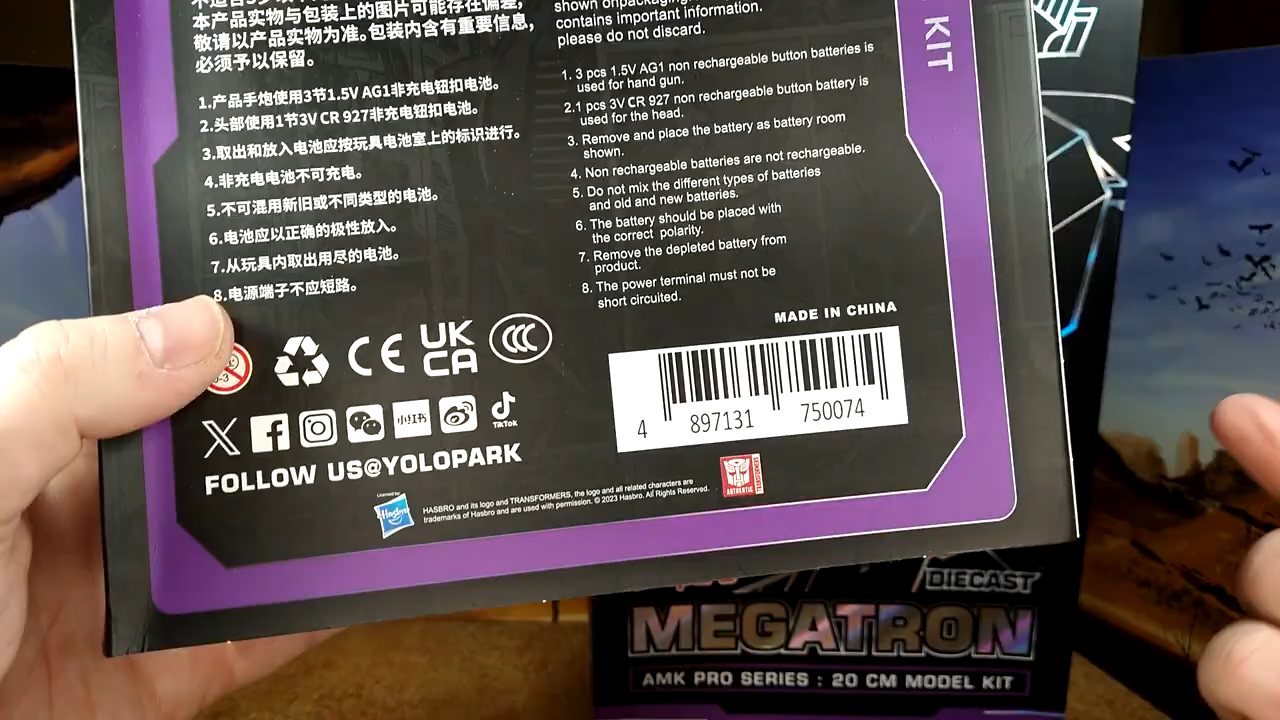 本产品实物与包装上的图片可能存在偏差,
敬请以产品实物为准。包装内含有重要信息,
必须予以保留。
1.产品手炮使用3节1.5V AG1非充电钮扣电池。
2.头部使用1节3V CR 927非充电钮扣电池。
3.取出和放入电池应按玩具电池室上的标识进行。
4.非充电电池不可充电。
5.不可混用新旧或不同类型的电池。
6.电池应以正确的极性放入。
7.从玩具内取出用尽的电池。
8.电源端子不应短路。
shown onpackaging
contains important information.
please do not discard.
1. 3 pcs 1.5V AG1 non rechargeable button batteries is
used for hand gun.
2.1 pcs 3V CR 927 non rechargeable button battery is
used for the head.
3. Remove and place the battery as battery room
shown.
4. Non rechargeable batteries are not rechargeable.
5. Do not mix the different types of batteries
and old and new batteries.
6. The battery should be placed with
the correct polarity.
7. Remove the depleted battery from
product.
8. The power terminal must not be
short circuited.
KIT
MADE IN CHINA
4 897131 750074
0-3
CE
UK
CA
CCC
小红书
TikTok
FOLLOW US@YOLOPARK
Licensed by:
Hasbro
HASBRO and its logo and TRANSFORMERS, the logo and all related characters are
trademarks of Hasbro and are used with permission. © 2023 Hasbro. All Rights Reserved.
AUTHENTIC
TRANSFORMERS
DIECAST
MEGATRON
AMK PRO SERIES : 20 CM MODEL KIT